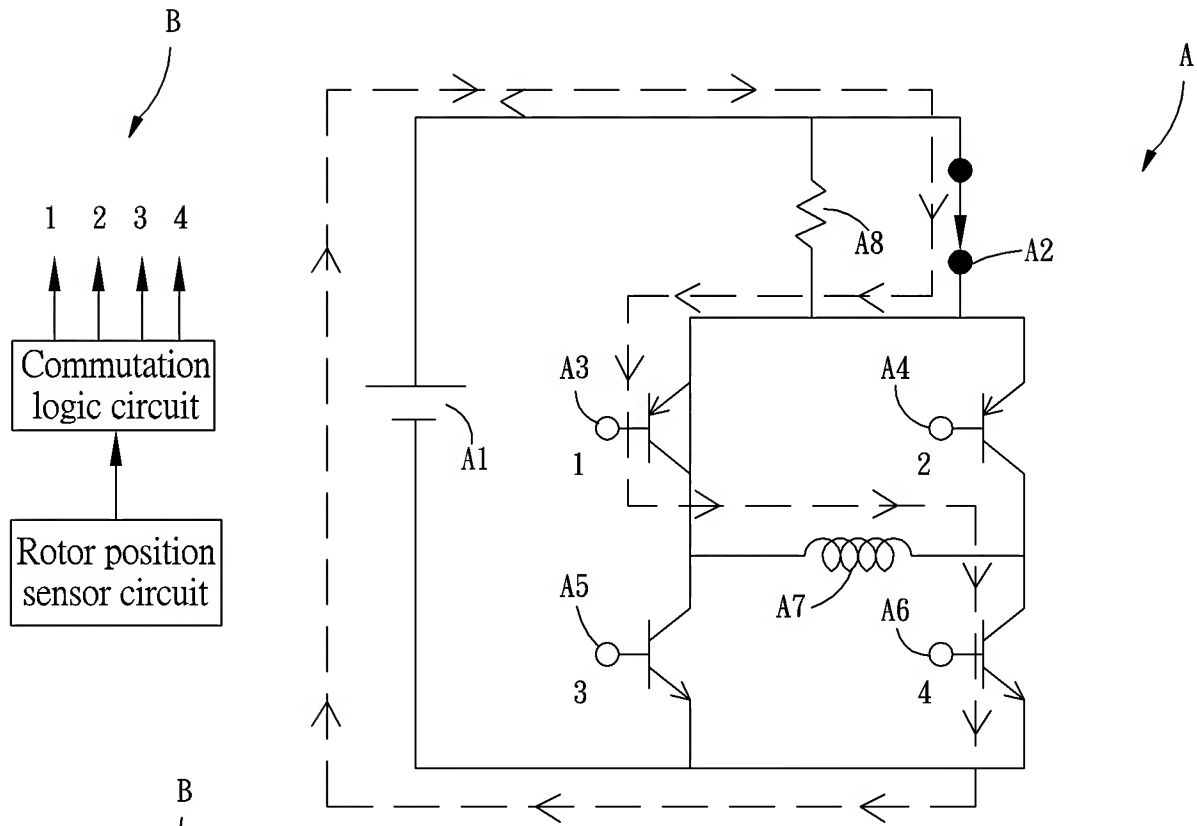 B
A
1 2 3 4
Commutation
logic circuit
Rotor position
sensor circuit
A8
A2
A3
A4
A1
1
2
A7
A5
A6
3
4
B